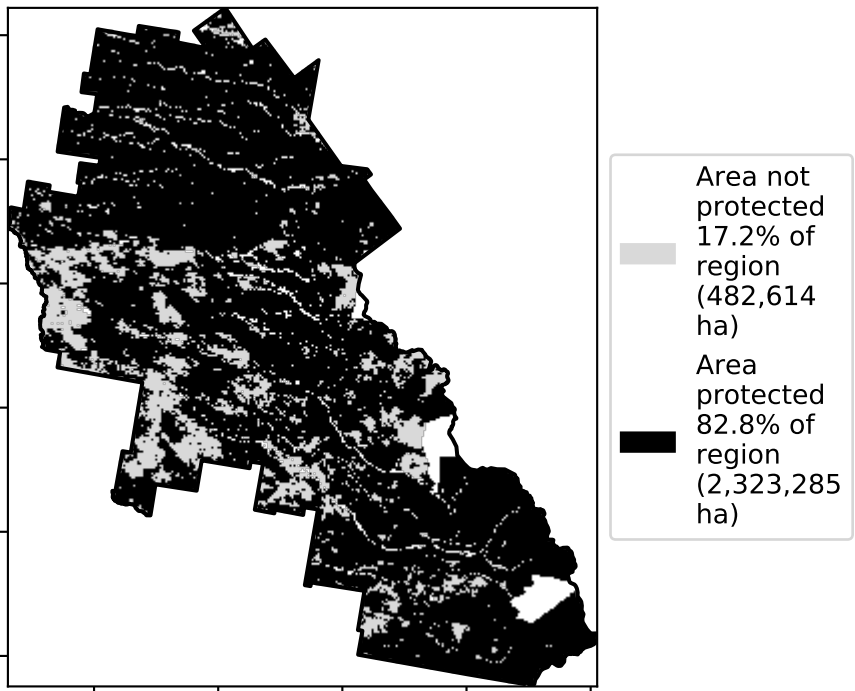 Area not
protected
17.2% of
region
(482,614
ha)
Area
protected
82.8% of
region
(2,323,285
ha)